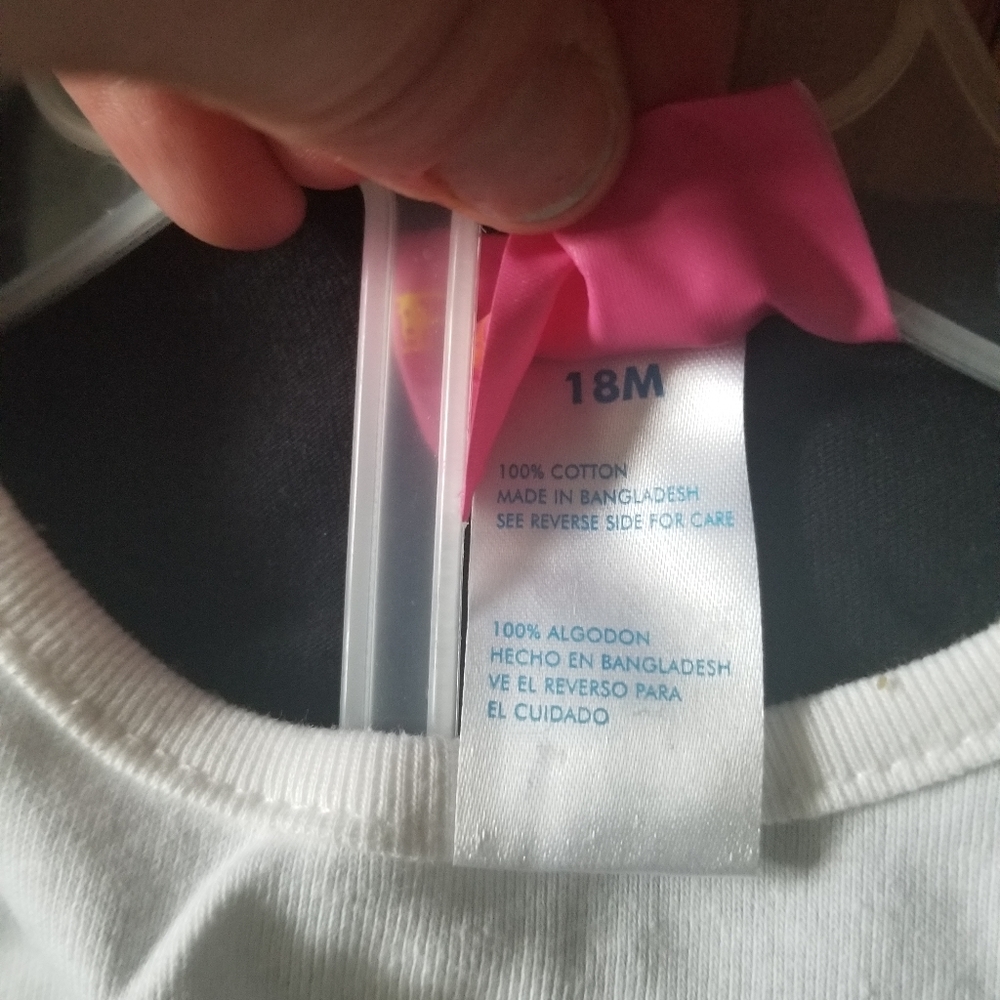 18M
100% COTTON
MADE IN BANGLADESH
SEE REVERSE SIDE FOR CARE
100% ALGODON
HECHO EN BANGLADESH
VE EL REVERSO PARA
EL CUIDADO